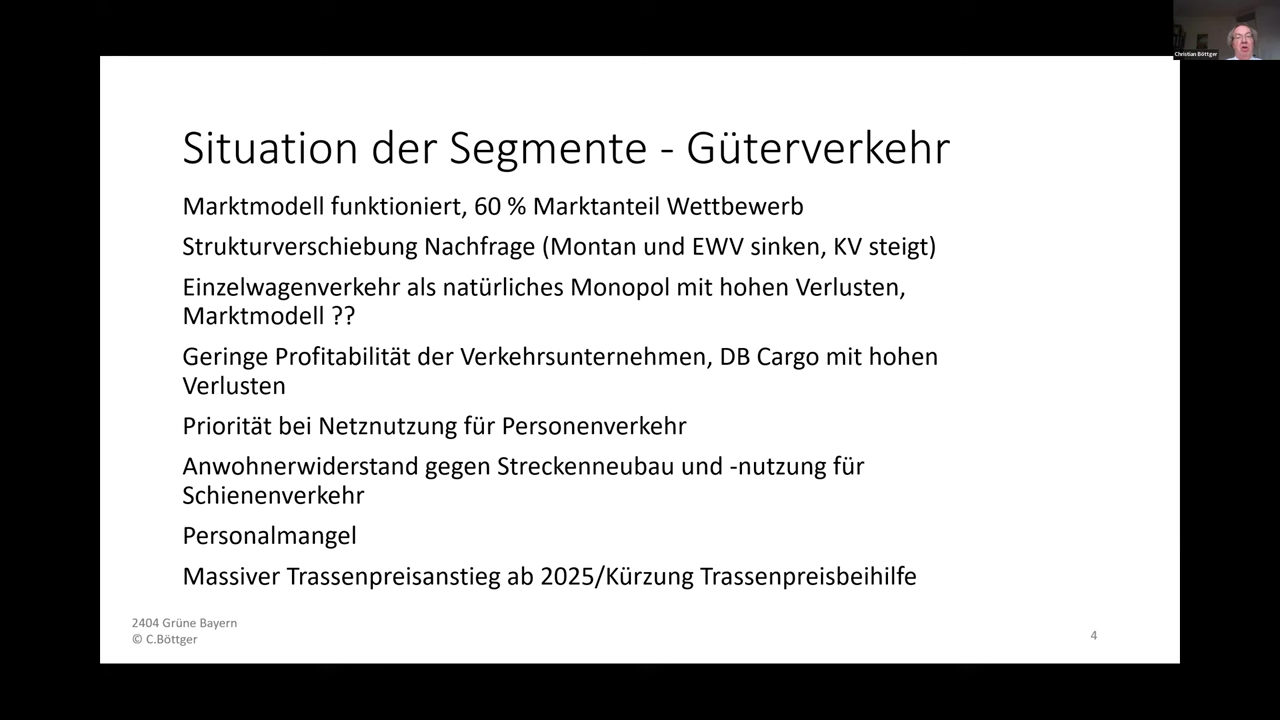 Christian Böttger
Situation der Segmente - Güterverkehr
Marktmodell funktioniert, 60 % Marktanteil Wettbewerb
Strukturverschiebung Nachfrage (Montan und EWV sinken, KV steigt)
Einzelwagenverkehr als natürliches Monopol mit hohen Verlusten,
Marktmodell ??
Geringe Profitabilität der Verkehrsunternehmen, DB Cargo mit hohen
Verlusten
Priorität bei Netznutzung für Personenverkehr
Anwohnerwiderstand gegen Streckenneubau und -nutzung für
Schienenverkehr
Personalmangel
Massiver Trassenpreisanstieg ab 2025/Kürzung Trassenpreisbeihilfe
2404 Grüne Bayern
© C.Böttger
4